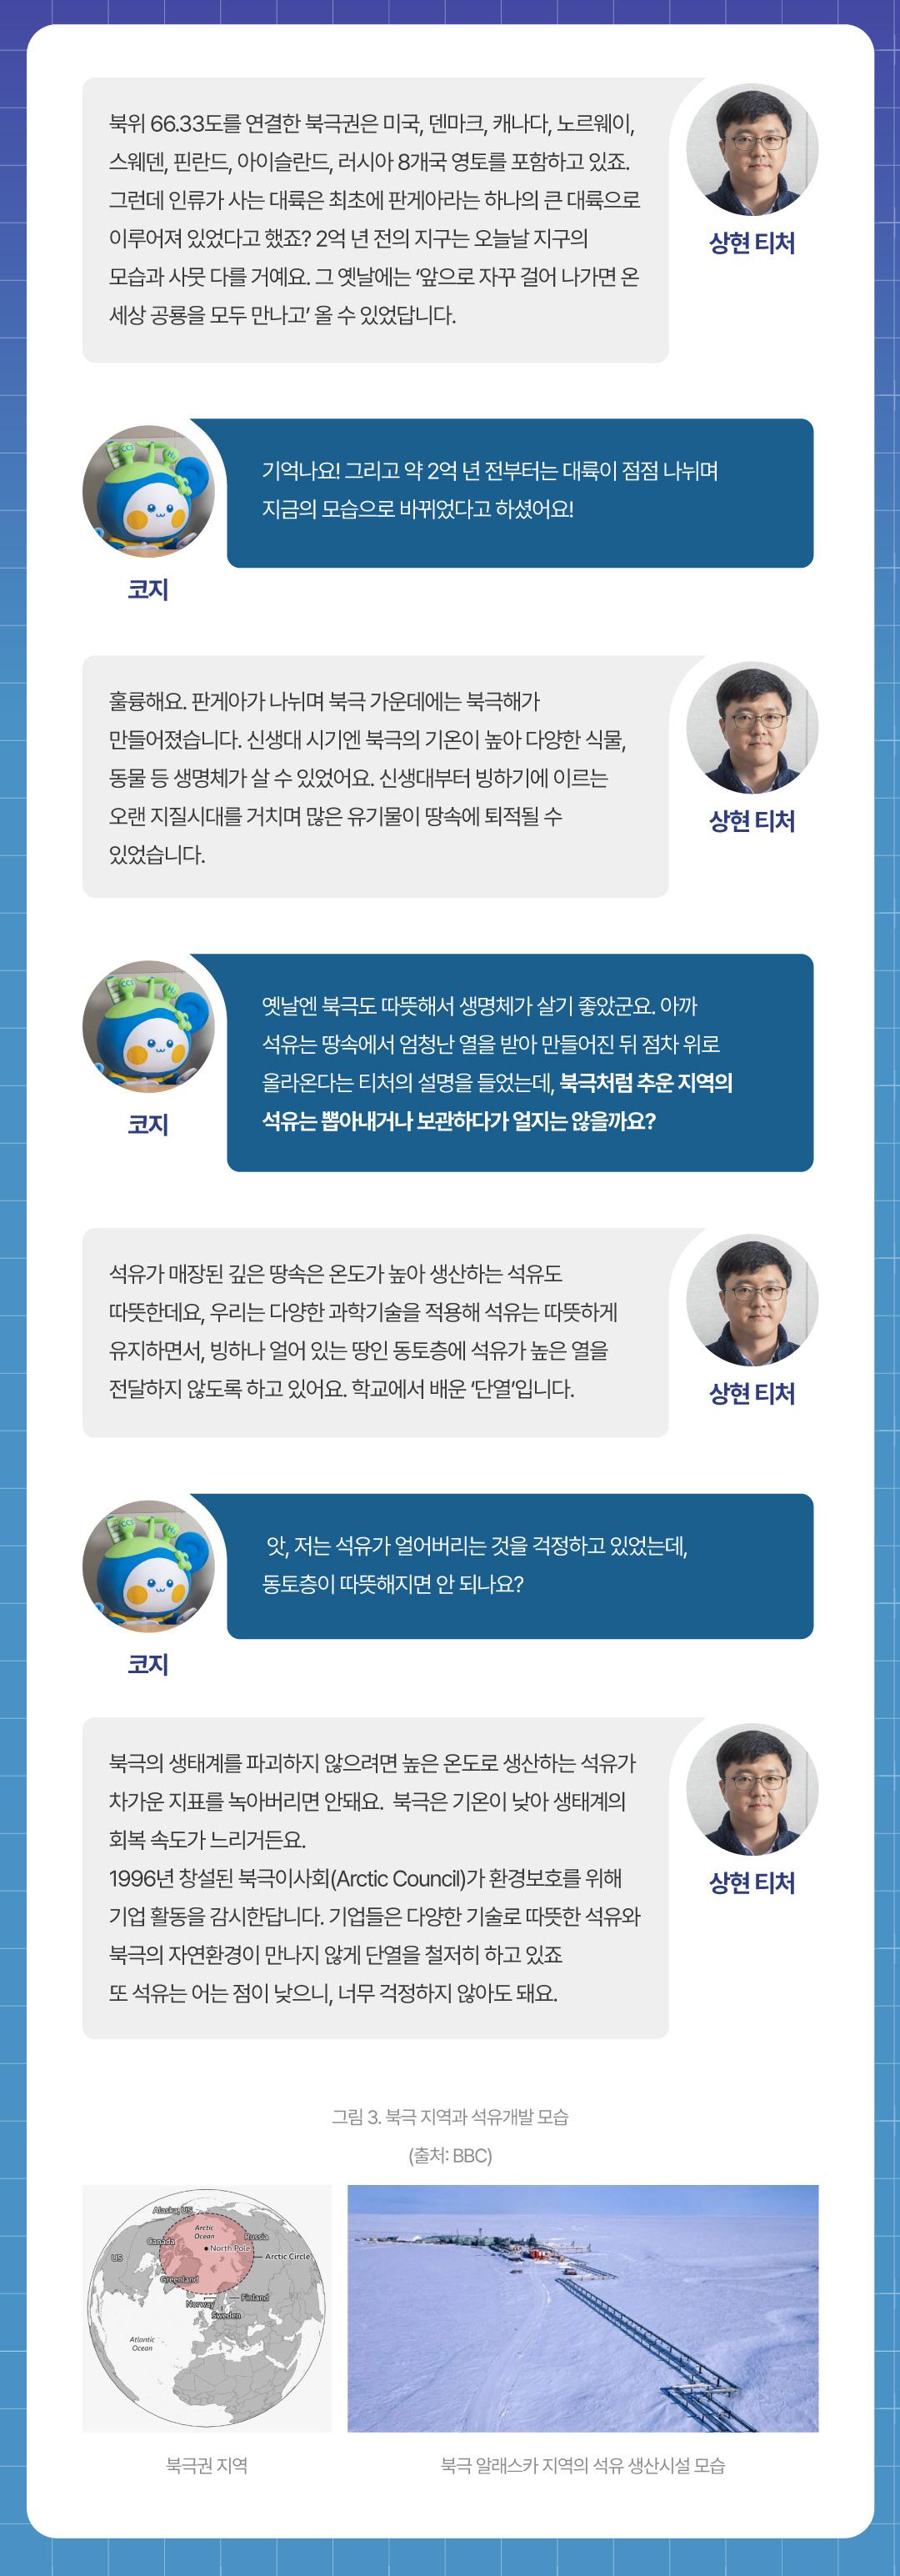 북위 66.33도를 연결한 북극권은 미국, 덴마크, 캐나다, 노르웨이,
스웨덴, 핀란드, 아이슬란드, 러시아 8개국 영토를 포함하고 있죠.
그런데 인류가 사는 대륙은 최초에 판게아라는 하나의 큰 대륙으로
이루어져 있었다고 했죠? 2억 년 전의 지구는 오늘날 지구의
모습과 사뭇 다를 거예요. 그 옛날에는 ‘앞으로 자꾸 걸어 나가면 온
세상 공룡을 모두 만나고’ 올 수 있었답니다.
상현 티처
기억나요! 그리고 약 2억 년 전부터는 대륙이 점점 나뉘며
지금의 모습으로 바뀌었다고 하셨어요!
CCS
H₂
코지
훌륭해요. 판게아가 나뉘며 북극 가운데에는 북극해가
만들어졌습니다. 신생대 시기엔 북극의 기온이 높아 다양한 식물,
동물 등 생명체가 살 수 있었어요. 신생대부터 빙하기에 이르는
오랜 지질시대를 거치며 많은 유기물이 땅속에 퇴적될 수
있었습니다.
상현 티처
옛날엔 북극도 따뜻해서 생명체가 살기 좋았군요. 아까
석유는 땅속에서 엄청난 열을 받아 만들어진 뒤 점차 위로
올라온다는 티처의 설명을 들었는데, 북극처럼 추운 지역의
석유는 뽑아내거나 보관하다가 얼지는 않을까요?
CCS
H₂
코지
석유가 매장된 깊은 땅속은 온도가 높아 생산하는 석유도
따뜻한데요, 우리는 다양한 과학기술을 적용해 석유는 따뜻하게
유지하면서, 빙하나 얼어 있는 땅인 동토층에 석유가 높은 열을
전달하지 않도록 하고 있어요. 학교에서 배운 ‘단열’입니다.
상현 티처
앗, 저는 석유가 얼어버리는 것을 걱정하고 있었는데,
동토층이 따뜻해지면 안 되나요?
CCS
H₂
코지
북극의 생태계를 파괴하지 않으려면 높은 온도로 생산하는 석유가
차가운 지표를 녹아버리면 안돼요. 북극은 기온이 낮아 생태계의
회복 속도가 느리거든요.
1996년 창설된 북극이사회(Arctic Council)가 환경보호를 위해
기업 활동을 감시한답니다. 기업들은 다양한 기술로 따뜻한 석유와
북극의 자연환경이 만나지 않게 단열을 철저히 하고 있죠
또 석유는 어는 점이 낮으니, 너무 걱정하지 않아도 돼요.
상현 티처
그림 3. 북극 지역과 석유개발 모습
(출처: BBC)
Alaska, US
Arctic
Ocean
Canada
Russia
North Pole
US
Arctic Circle
Greenland
Finland
Norway
Sweden
Atlantic
Ocean
북극권 지역
북극 알래스카 지역의 석유 생산시설 모습